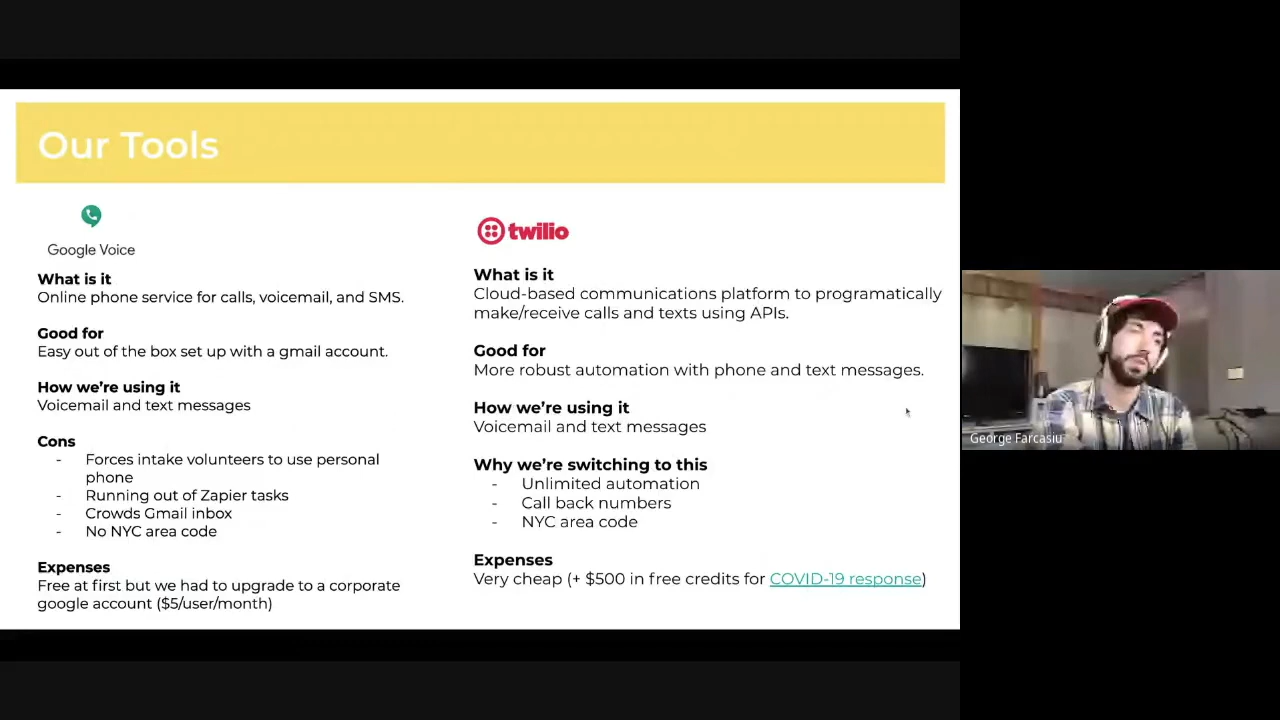 Our Tools
Google Voice
What is it
Online phone service for calls, voicemail, and SMS.
Good for
Easy out of the box set up with a gmail account.
How we're using it
Voicemail and text messages
Cons
- Forces intake volunteers to use personal
phone
- Running out of Zapier tasks
- Crowds Gmail inbox
- No NYC area code
Expenses
Free at first but we had to upgrade to a corporate
google account ($5/user/month)
twilio
What is it
Cloud-based communications platform to programatically
make/receive calls and texts using APIs.
Good for
More robust automation with phone and text messages.
How we're using it
Voicemail and text messages
Why we're switching to this
- Unlimited automation
- Call back numbers
- NYC area code
Expenses
Very cheap (+ $500 in free credits for COVID-19 response)
George Farcasiu